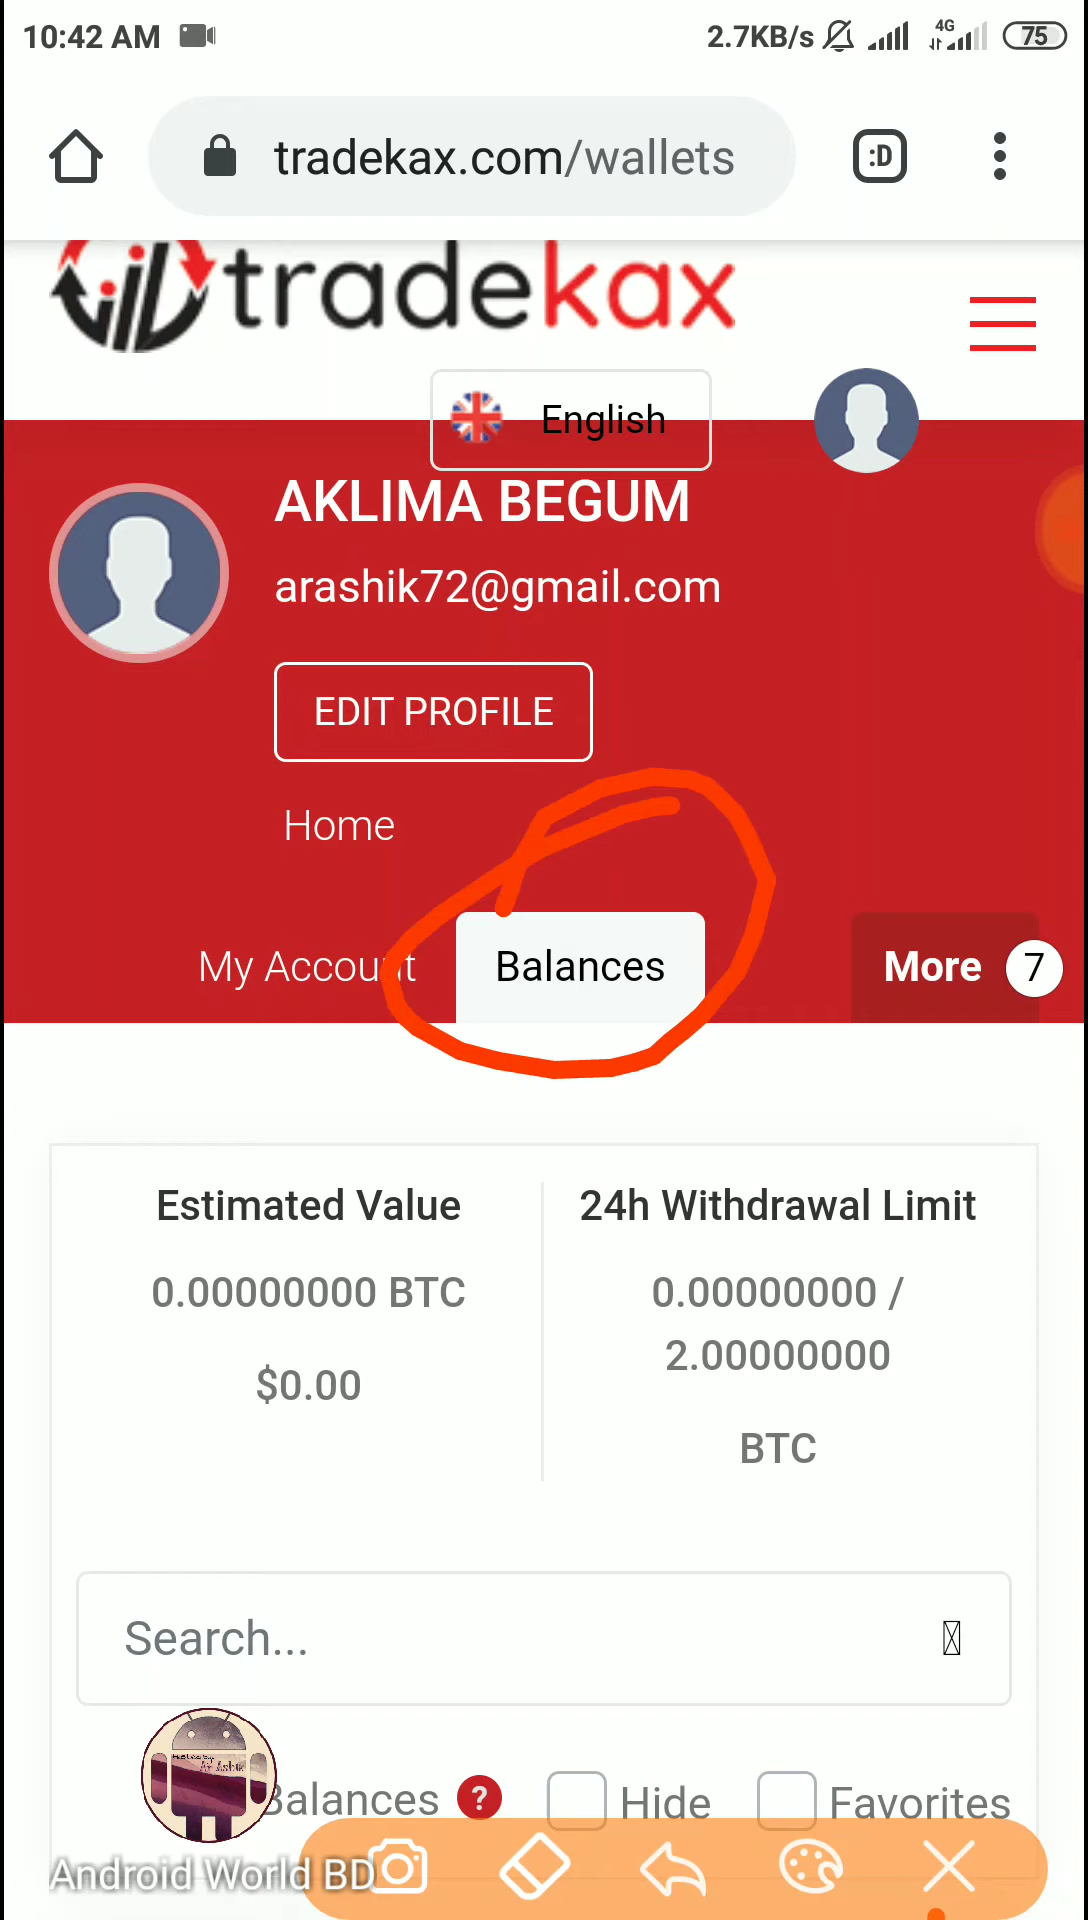 10:42 AM 2.7KB/s 4G 75
tradekax.com/wallets :D
tradekax
English
AKLIMA BEGUM
arashik72@gmail.com
EDIT PROFILE
Home
My Account Balances More 7
Estimated Value 24h Withdrawal Limit
0.00000000 BTC 0.00000000 /
2.00000000
$0.00
BTC
Search...
Balances ? Hide Favorites
Android World BD